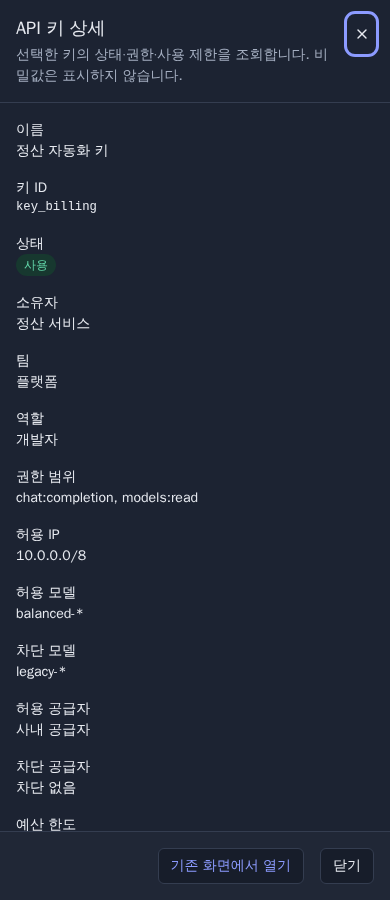 API 키 상세
선택한 키의 상태·권한·사용 제한을 조회합니다. 비
밀값은 표시하지 않습니다.
이름
정산 자동화 키
키 ID
key_billing
상태
사용
소유자
정산 서비스
팀
플랫폼
역할
개발자
권한 범위
chat:completion, models:read
허용 IP
10.0.0.0/8
허용 모델
balanced-*
차단 모델
legacy-*
허용 공급자
사내 공급자
차단 공급자
차단 없음
예산 한도
기존 화면에서 열기
닫기